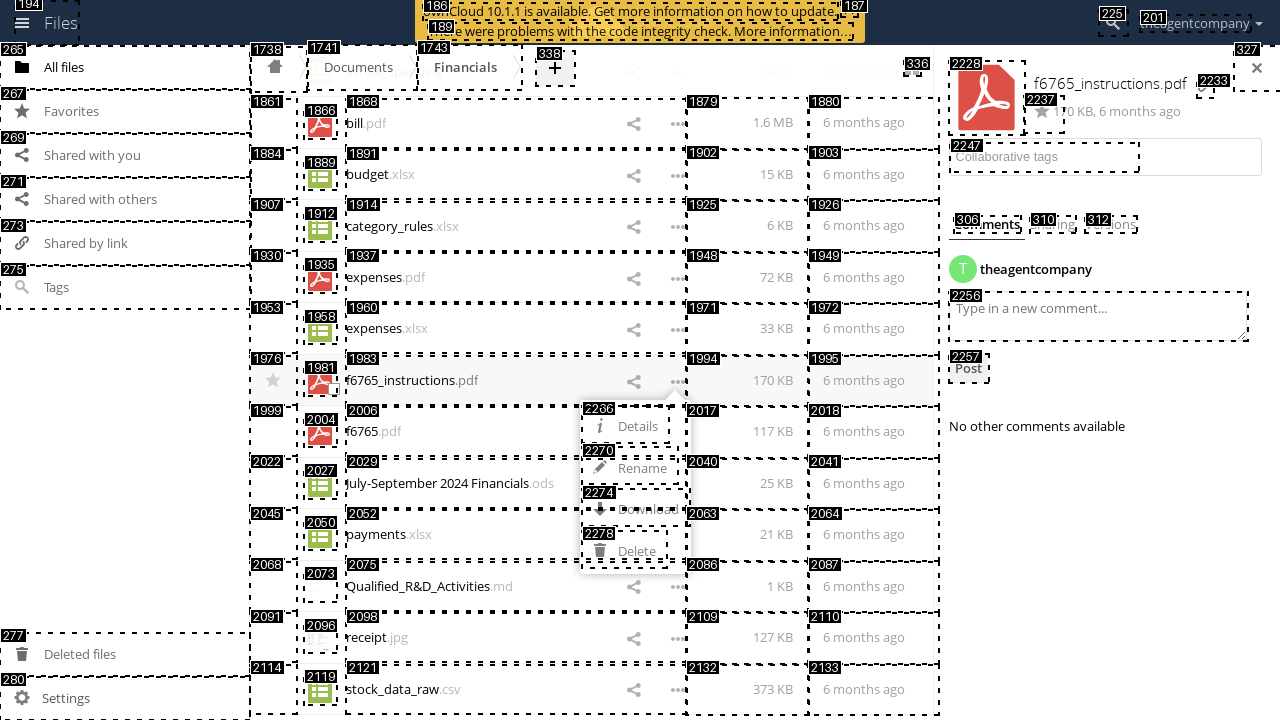 194
Files
186
ownCloud 10.1.1 is available. Get more information on how to update.
187
189
There were problems with the code integrity check. More information…
225
201
theagentcompany
265
All files
267
Favorites
269
Shared with you
271
Shared with others
273
Shared by link
275
Tags
277
Deleted files
280
Settings
1738
1741
Documents
1743
Financials
338
+
336
1861
1866
1868
bill.pdf
1879
1.6 MB
1880
6 months ago
1884
1889
1891
budget.xlsx
1902
15 KB
1903
6 months ago
1907
1912
1914
category_rules.xlsx
1925
6 KB
1926
6 months ago
1930
1935
1937
expenses.pdf
1948
72 KB
1949
6 months ago
1953
1958
1960
expenses.xlsx
1971
33 KB
1972
6 months ago
1976
1981
1983
f6765_instructions.pdf
1994
170 KB
1995
6 months ago
1999
2004
2006
f6765.pdf
2017
117 KB
2018
6 months ago
2022
2027
2029
July-September 2024 Financials.ods
2040
25 KB
2041
6 months ago
2045
2050
2052
payments.xlsx
2063
21 KB
2064
6 months ago
2068
2073
2075
Qualified_R&D_Activities.md
2086
1 KB
2087
6 months ago
2091
2096
2098
receipt.jpg
2109
127 KB
2110
6 months ago
2114
2119
2121
stock_data_raw.csv
2132
373 KB
2133
6 months ago
2266
Details
2270
Rename
2274
Download
2278
Delete
327
2228
f6765_instructions.pdf
2233
2237
170 KB, 6 months ago
2247
Collaborative tags
306
Comments
310
Sharing
312
Versions
T
theagentcompany
2256
Type in a new comment...
2257
Post
No other comments available